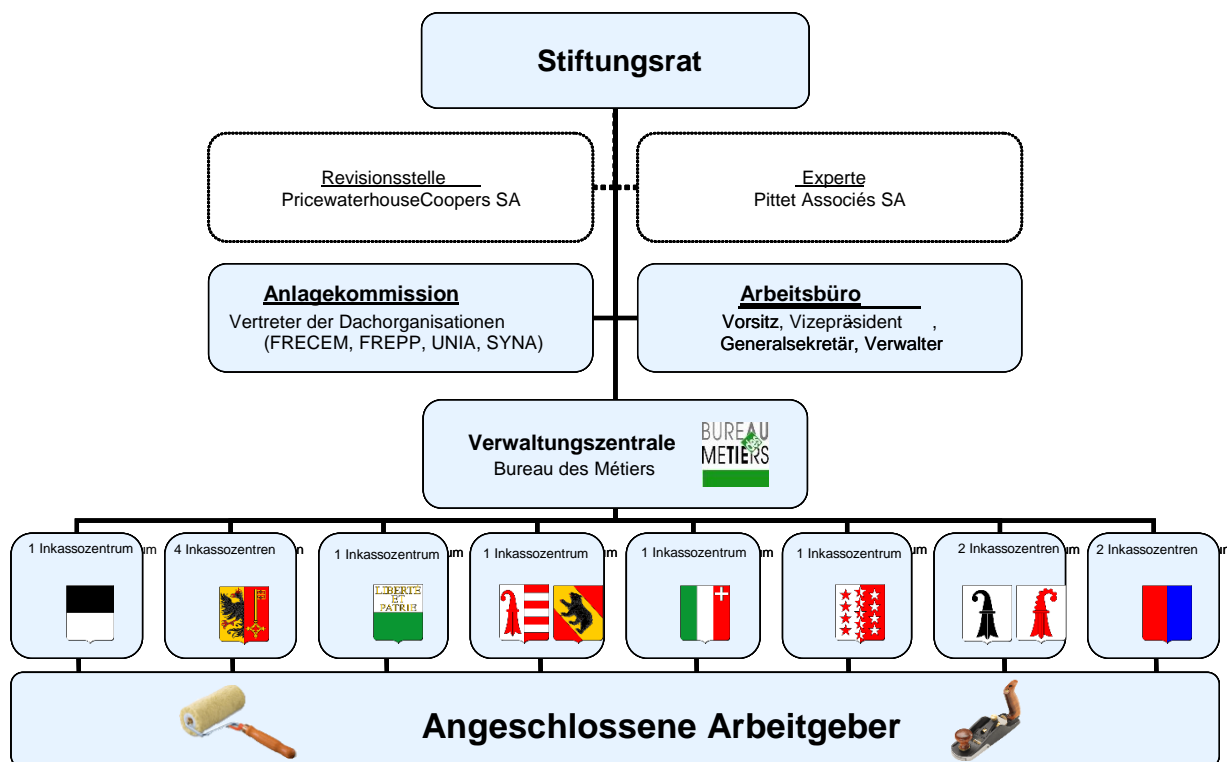 Stiftungsrat
Revisionsstelle
PricewaterhouseCoopers SA
Experte
Pittet Associés SA
Anlagekommission
Vertreter der Dachorganisationen
(FRECEM, FREPP, UNIA, SYNA)
Arbeitsbüro
Vorsitz, Vizepräsident ,
Generalsekretär, Verwalter
Verwaltungszentrale
Bureau des Métiers
BUREAU
METIERS
1 Inkassozentrum
4 Inkassozentren
1 Inkassozentrum
1 Inkassozentrum
1 Inkassozentrum
1 Inkassozentrum
2 Inkassozentren
2 Inkassozentren
LIBERTÉ
ET
PATRIE
Angeschlossene Arbeitgeber